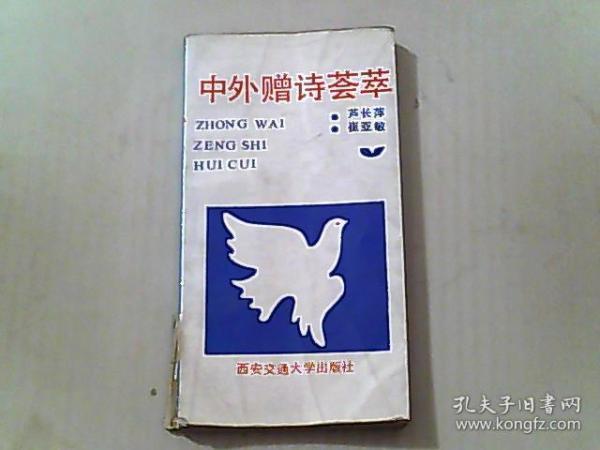 中外赠诗荟萃
ZHONG WAI
ZENG SHI
HUI CUI
芦长萍
崔亚敏
西安交通大学出版社
孔夫子旧书网
www.kongfz.com